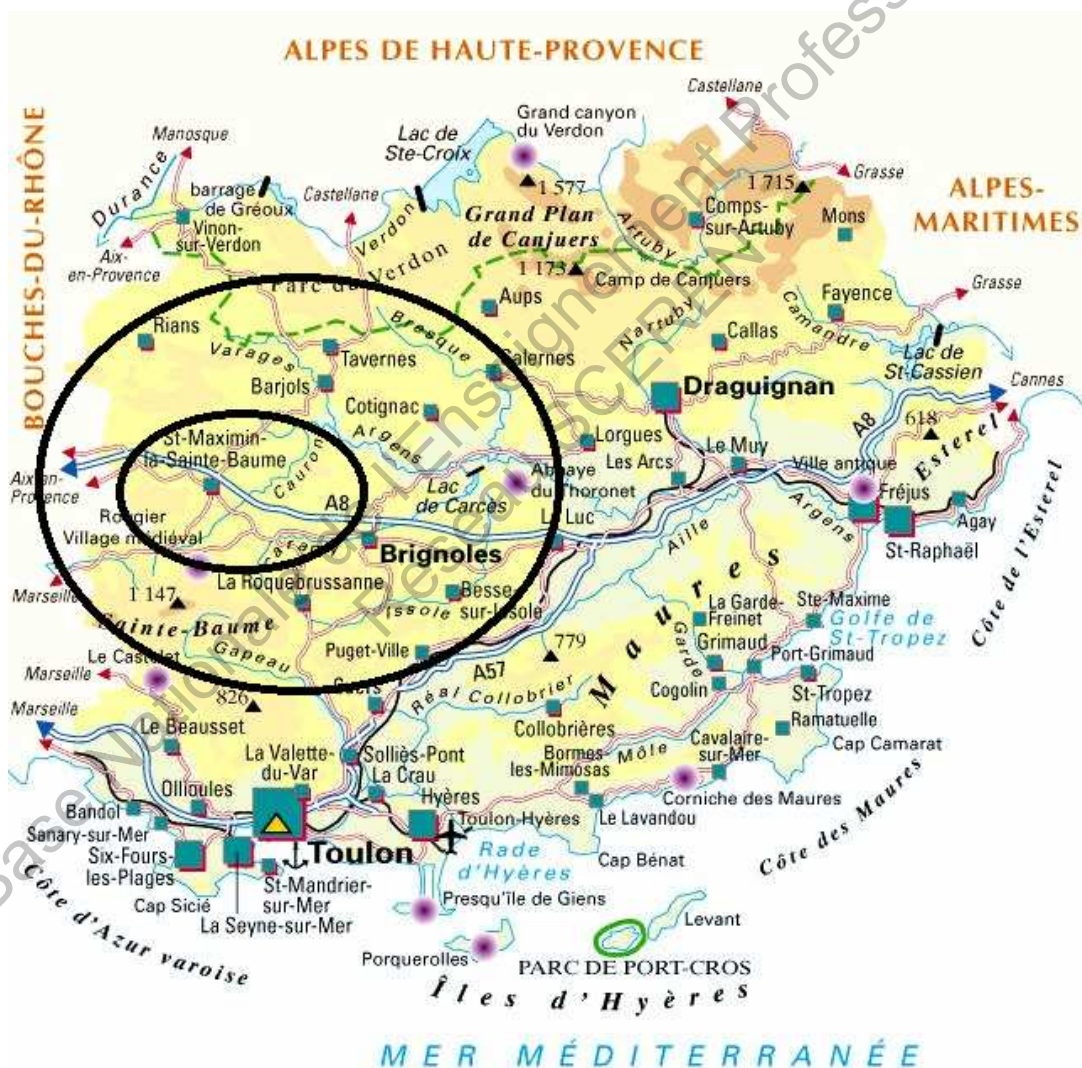 ALPES DE HAUTE-PROVENCE
BOUCHES-DU-RHÔNE
ALPES-
MARITIMES
Castellane
Manosque
Lac de
Ste-Croix
Grand canyon
du Verdon
Grasse
Durance
barrage
de Gréoux
Vinon-
sur-Verdon
Castellane
Verdon
1 577
1 715
Grand Plan
de Canjuers
Artuby
Comps-
sur-Artuby
Mons
Aix-
en-Provence
Parc du Verdon
1 173
Camp de Canjuers
Aups
Nartuby
Fayence
Grasse
Camandre
Rians
Bresque
Callas
Varages
Tavernes
Salernes
Lac de
St-Cassien
Barjols
Draguignan
Cannes
Cotignac
A8
618
St-Maximin-
la-Sainte-Baume
Argens
Lorgues
Le Muy
Esterel
Cauron
Les Arcs
Ville antique
Aix-en-
Provence
Lac
de Carcès
Abbaye
du Thoronet
Fréjus
A8
Argens
Agay
Rougier
Village médiéval
Le Luc
Aille
St-Raphaël
Brignoles
Côte de l'Esterel
La Roquebrussanne
Marseille
1 147
Issole
Besse-
sur-Issole
Maures
La Garde-
Freinet
Ste-Maxime
Golfe de
St-Tropez
Sainte-Baume
Gapeau
Puget-Ville
779
Garde
Grimaud
Port-Grimaud
Le Castelet
A57
Marseille
826
Cuers
Réal Collobrier
Cogolin
St-Tropez
Marseille
Le Beausset
Collobrières
Ramatuelle
La Valette-
du-Var
Solliès-Pont
Bormes-
les-Mimosas
Môle
Cavalaire-
sur-Mer
Cap Camarat
La Crau
Ollioules
Hyères
Corniche des Maures
Bandol
Toulon-Hyères
Le Lavandou
Sanary-sur-Mer
Six-Fours-
les-Plages
Toulon
Rade
d'Hyères
Cap Bénat
Côte des Maures
St-Mandrier-
sur-Mer
Cap Sicié
La Seyne-sur-Mer
Presqu'île de Giens
Levant
Côte d'Azur varoise
Porquerolles
PARC DE PORT-CROS
Îles d'Hyères
MER MÉDITERRANÉE